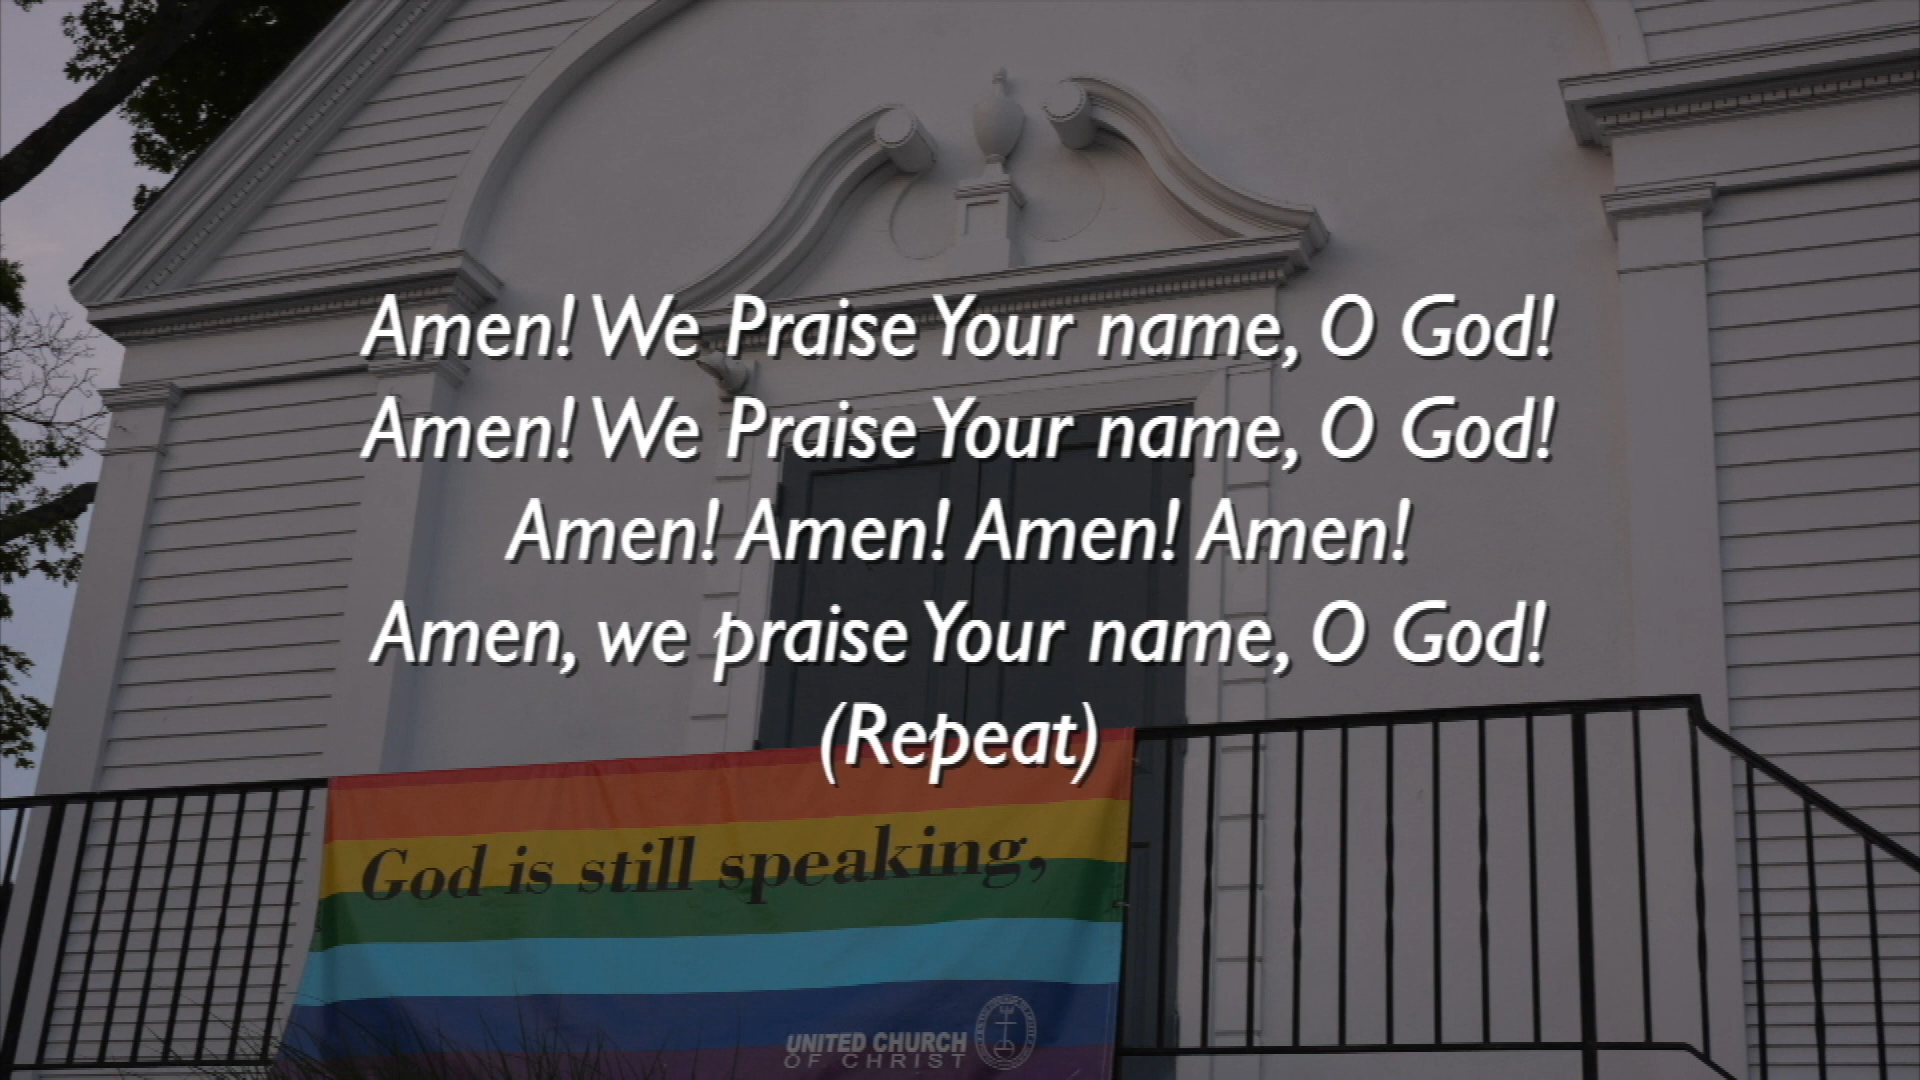 Amen! We Praise Your name, O God!
Amen! We Praise Your name, O God!
Amen! Amen! Amen! Amen!
Amen, we praise Your name, O God!
(Repeat)
God is still speaking,
UNITED CHURCH
OF CHRIST